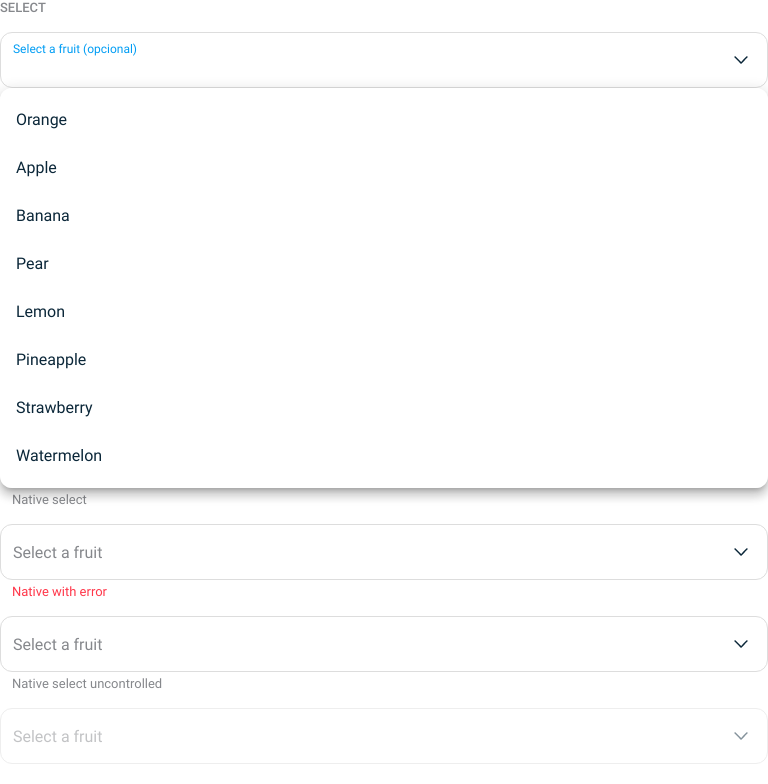 SELECT
Select a fruit (opcional)
Orange
Apple
Banana
Pear
Lemon
Pineapple
Strawberry
Watermelon
Native select
Select a fruit
Native with error
Select a fruit
Native select uncontrolled
Select a fruit